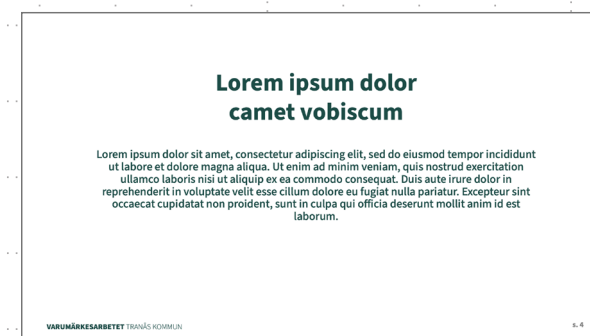 Lorem ipsum dolor
camet vobiscum
Lorem ipsum dolor sit amet, consectetur adipiscing elit, sed do eiusmod tempor incididunt
ut labore et dolore magna aliqua. Ut enim ad minim veniam, quis nostrud exercitation
ullamco laboris nisi ut aliquip ex ea commodo consequat. Duis aute irure dolor in
reprehenderit in voluptate velit esse cillum dolore eu fugiat nulla pariatur. Excepteur sint
occaecat cupidatat non proident, sunt in culpa qui officia deserunt mollit anim id est
laborum.
VARUMÄRKESARBETET TRANÅS KOMMUN
s. 4